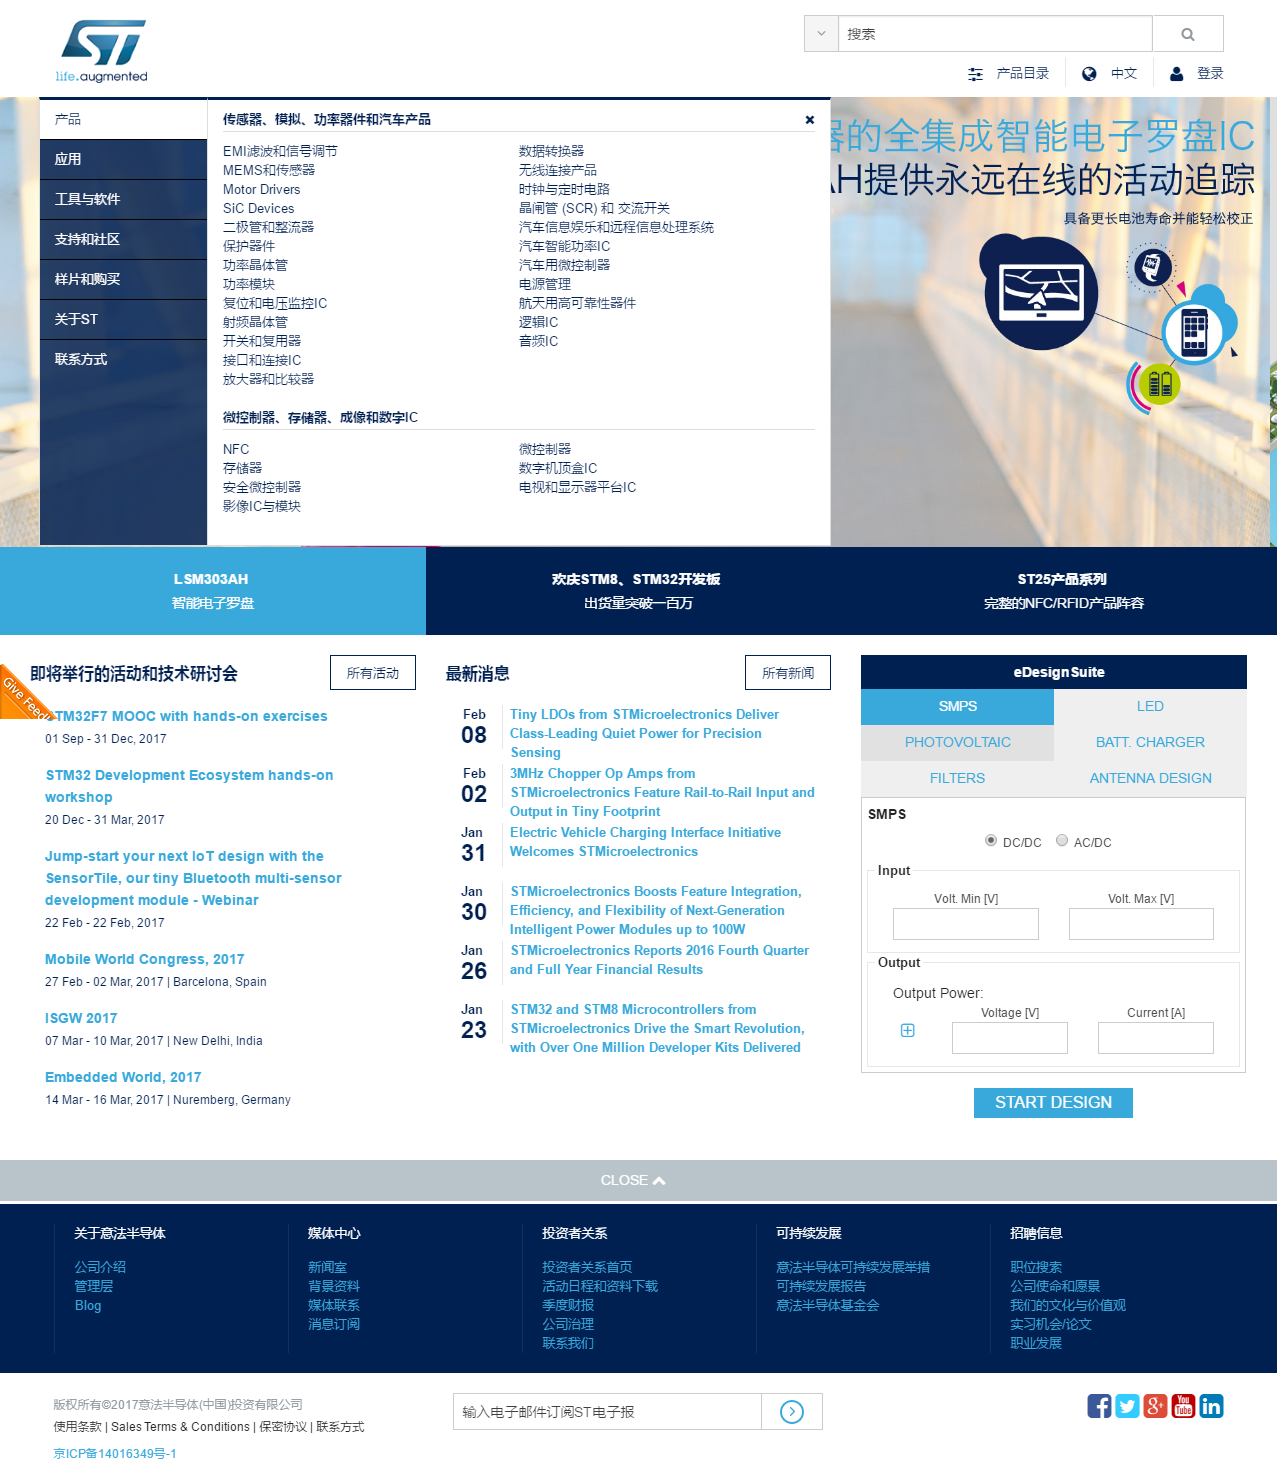 ST
life.augmented
搜索
产品目录
中文
登录
产品
应用
工具与软件
支持和社区
样片和购买
关于ST
联系方式
传感器、模拟、功率器件和汽车产品
EMI滤波和信号调节
MEMS和传感器
Motor Drivers
SiC Devices
二极管和整流器
保护器件
功率晶体管
功率模块
复位和电压监控IC
射频晶体管
开关和复用器
接口和连接IC
放大器和比较器
数据转换器
无线连接产品
时钟与定时电路
晶闸管 (SCR) 和 交流开关
汽车信息娱乐和远程信息处理系统
汽车智能功率IC
汽车用微控制器
电源管理
航天用高可靠性器件
逻辑IC
音频IC
微控制器、存储器、成像和数字IC
NFC
存储器
安全微控制器
影像IC与模块
微控制器
数字机顶盒IC
电视和显示器平台IC
器的全集成智能电子罗盘IC
AH提供永远在线的活动追踪
具备更长电池寿命并能轻松校正
LSM303AH
智能电子罗盘
欢庆STM8、STM32开发板
出货量突破一百万
ST25产品系列
完整的NFC/RFID产品阵容
Give Feed
即将举行的活动和技术研讨会
所有活动
STM32F7 MOOC with hands-on exercises
01 Sep - 31 Dec, 2017
STM32 Development Ecosystem hands-on
workshop
20 Dec - 31 Mar, 2017
Jump-start your next IoT design with the
SensorTile, our tiny Bluetooth multi-sensor
development module - Webinar
22 Feb - 22 Feb, 2017
Mobile World Congress, 2017
27 Feb - 02 Mar, 2017 | Barcelona, Spain
ISGW 2017
07 Mar - 10 Mar, 2017 | New Delhi, India
Embedded World, 2017
14 Mar - 16 Mar, 2017 | Nuremberg, Germany
最新消息
所有新闻
Feb
08
Tiny LDOs from STMicroelectronics Deliver
Class-Leading Quiet Power for Precision
Sensing
Feb
02
3MHz Chopper Op Amps from
STMicroelectronics Feature Rail-to-Rail Input and
Output in Tiny Footprint
Jan
31
Electric Vehicle Charging Interface Initiative
Welcomes STMicroelectronics
Jan
30
STMicroelectronics Boosts Feature Integration,
Efficiency, and Flexibility of Next-Generation
Intelligent Power Modules up to 100W
Jan
26
STMicroelectronics Reports 2016 Fourth Quarter
and Full Year Financial Results
Jan
23
STM32 and STM8 Microcontrollers from
STMicroelectronics Drive the Smart Revolution,
with Over One Million Developer Kits Delivered
eDesignSuite
SMPS
LED
PHOTOVOLTAIC
BATT. CHARGER
FILTERS
ANTENNA DESIGN
SMPS
DC/DC
AC/DC
Input
Volt. Min [V]
Volt. Max [V]
Output
Output Power:
Voltage [V]
Current [A]
START DESIGN
CLOSE
关于意法半导体
公司介绍
管理层
Blog
媒体中心
新闻室
背景资料
媒体联系
消息订阅
投资者关系
投资者关系首页
活动日程和资料下载
季度财报
公司治理
联系我们
可持续发展
意法半导体可持续发展举措
可持续发展报告
意法半导体基金会
招聘信息
职位搜索
公司使命和愿景
我们的文化与价值观
实习机会/论文
职业发展
版权所有©2017意法半导体(中国)投资有限公司
使用条款 | Sales Terms & Conditions | 保密协议 | 联系方式
京ICP备14016349号-1
输入电子邮件订阅ST电子报
You
Tube